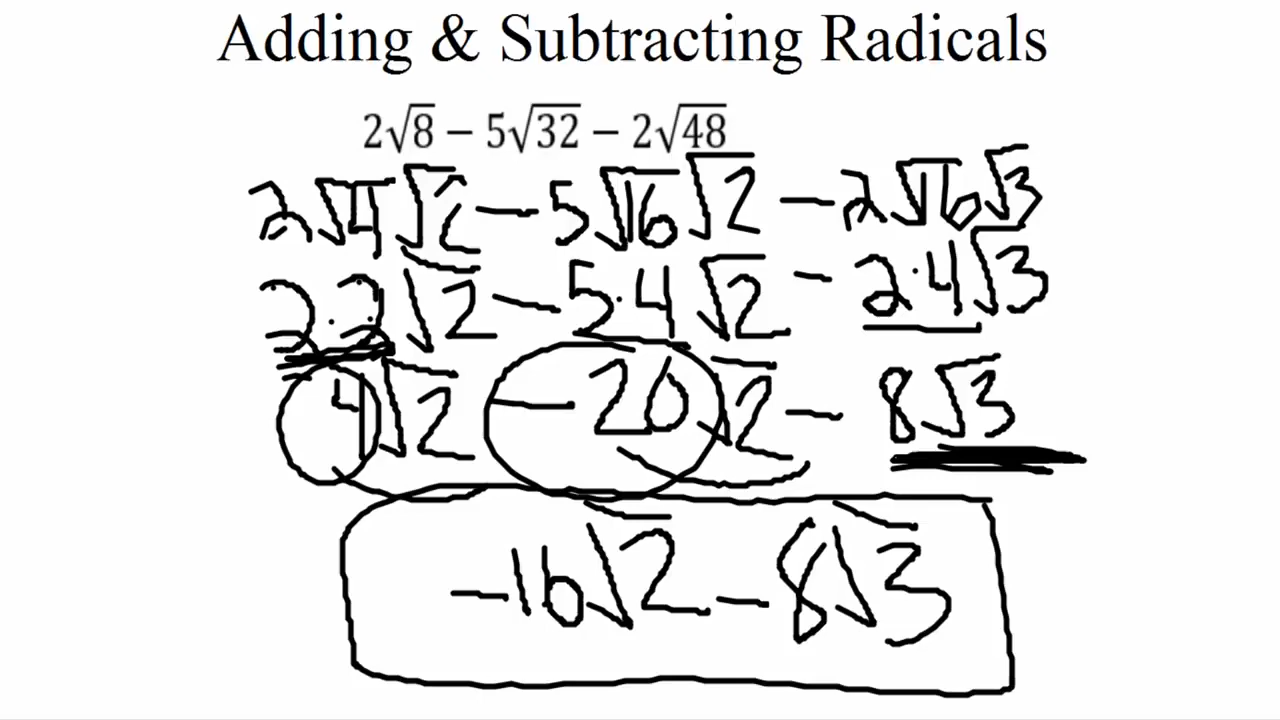 Adding & Subtracting Radicals
2√8 − 5√32 − 2√48
2√4√2 − 5√16√2 − 2√16√3
2·2√2 − 5·4√2 − 2·4√3
4√2 − 20√2 − 8√3
−16√2 − 8√3